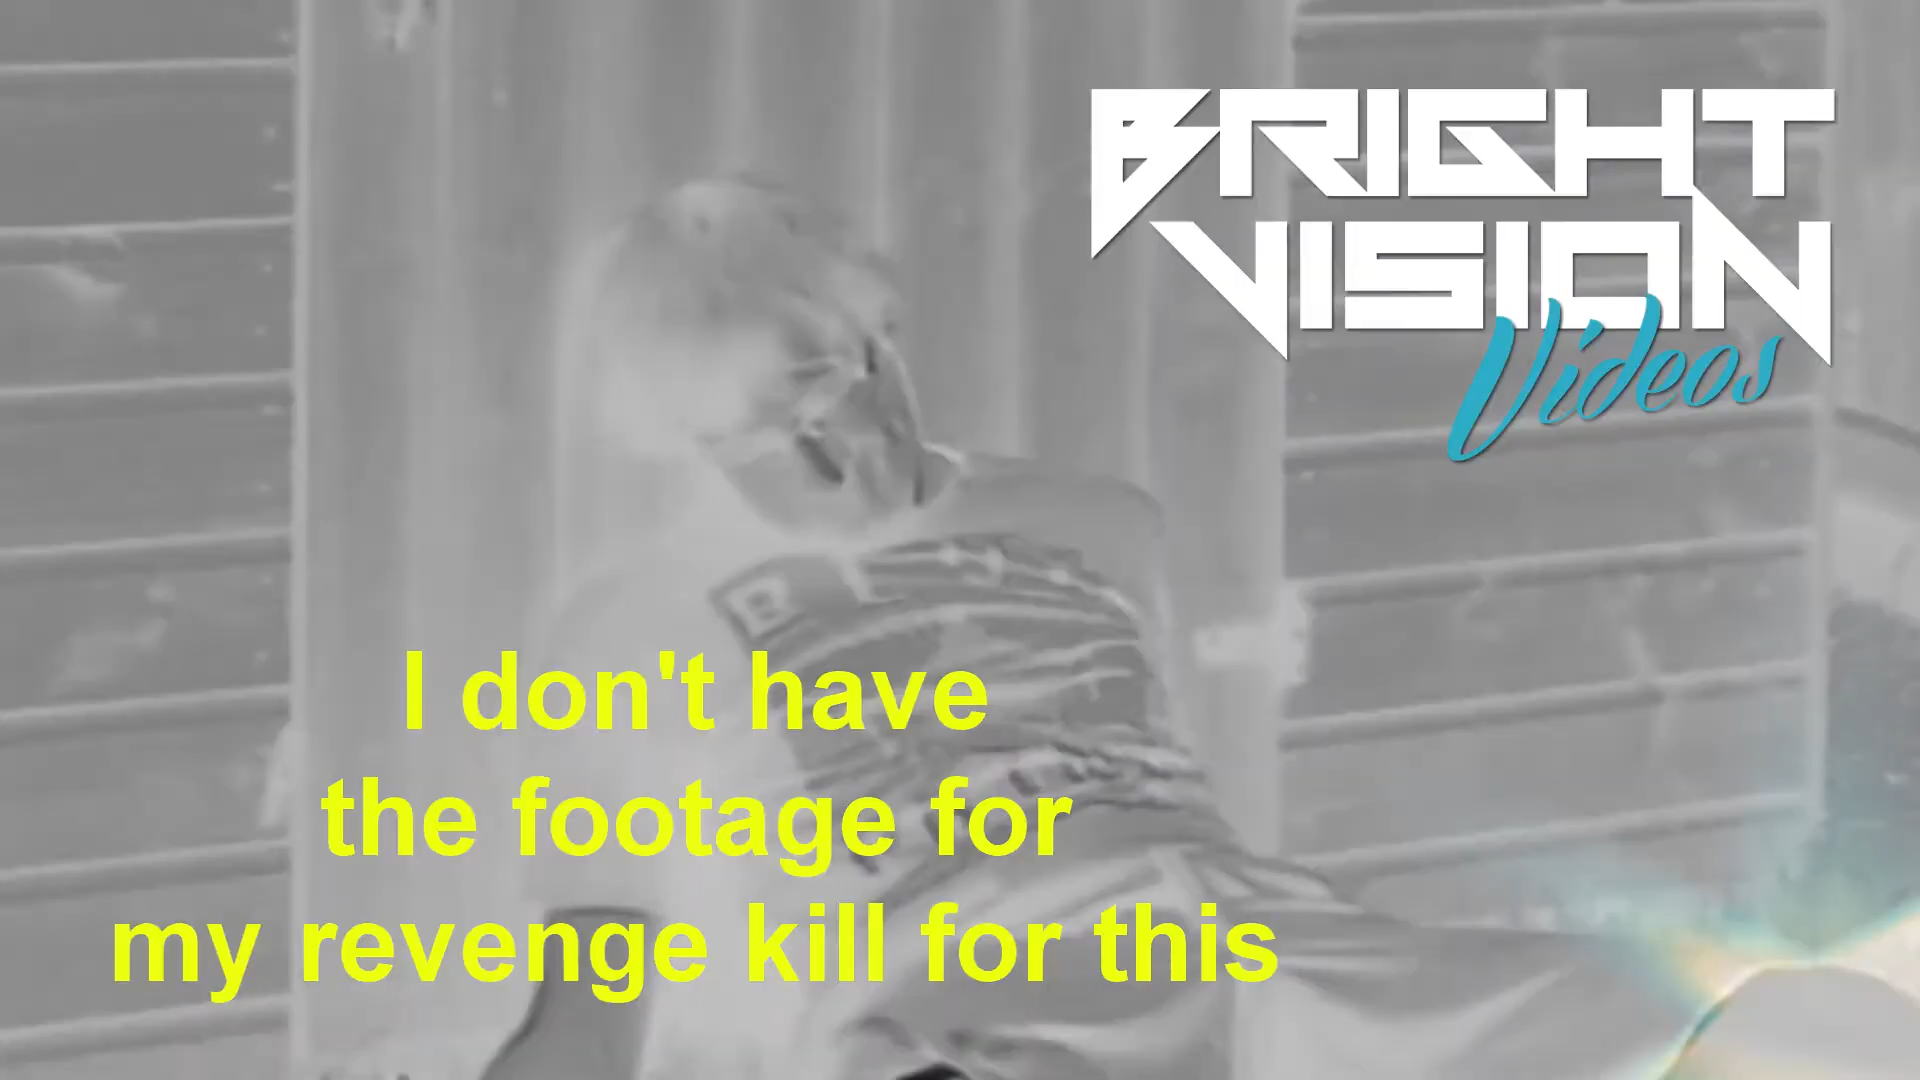 BRIGHT
VISION
Videos
B
I don't have
the footage for
my revenge kill for this